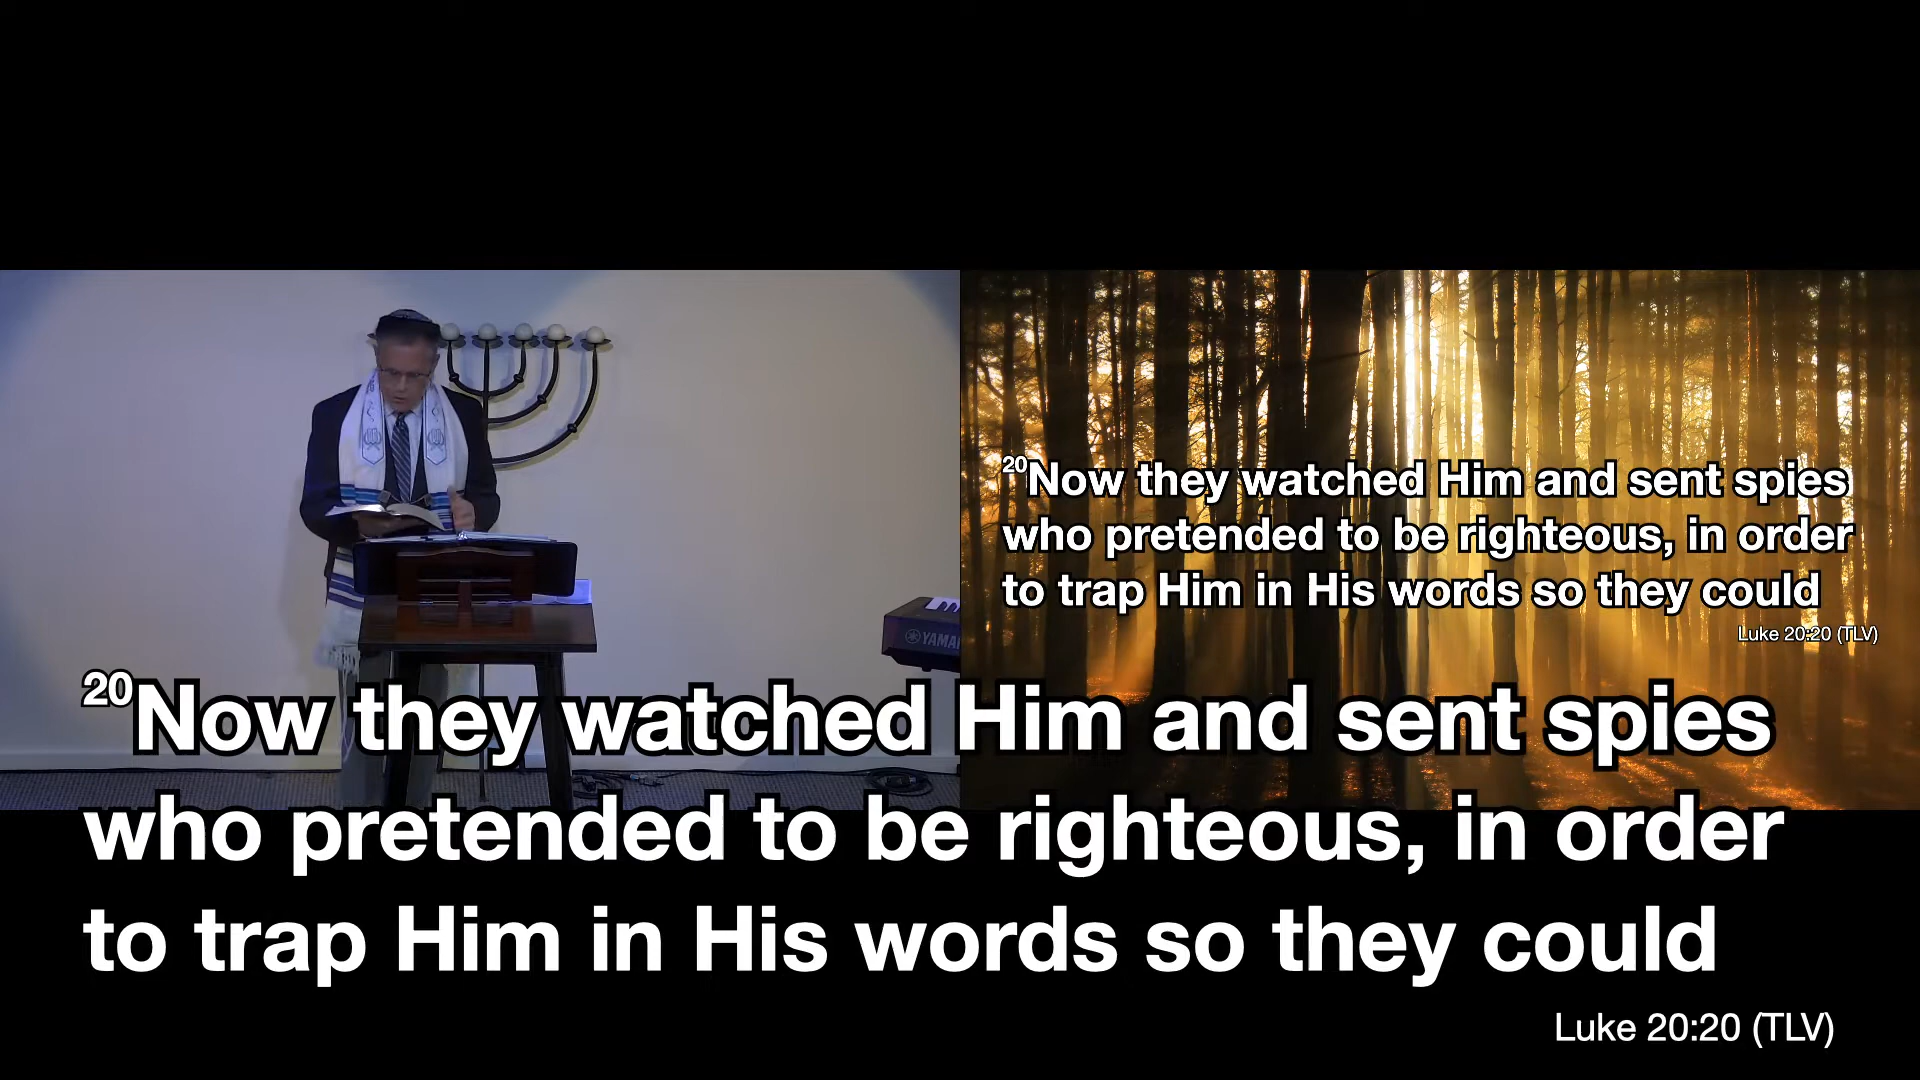 20Now they watched Him and sent spies
who pretended to be righteous, in order
to trap Him in His words so they could
Luke 20:20 (TLV)
20Now they watched Him and sent spies
who pretended to be righteous, in order
to trap Him in His words so they could
Luke 20:20 (TLV)